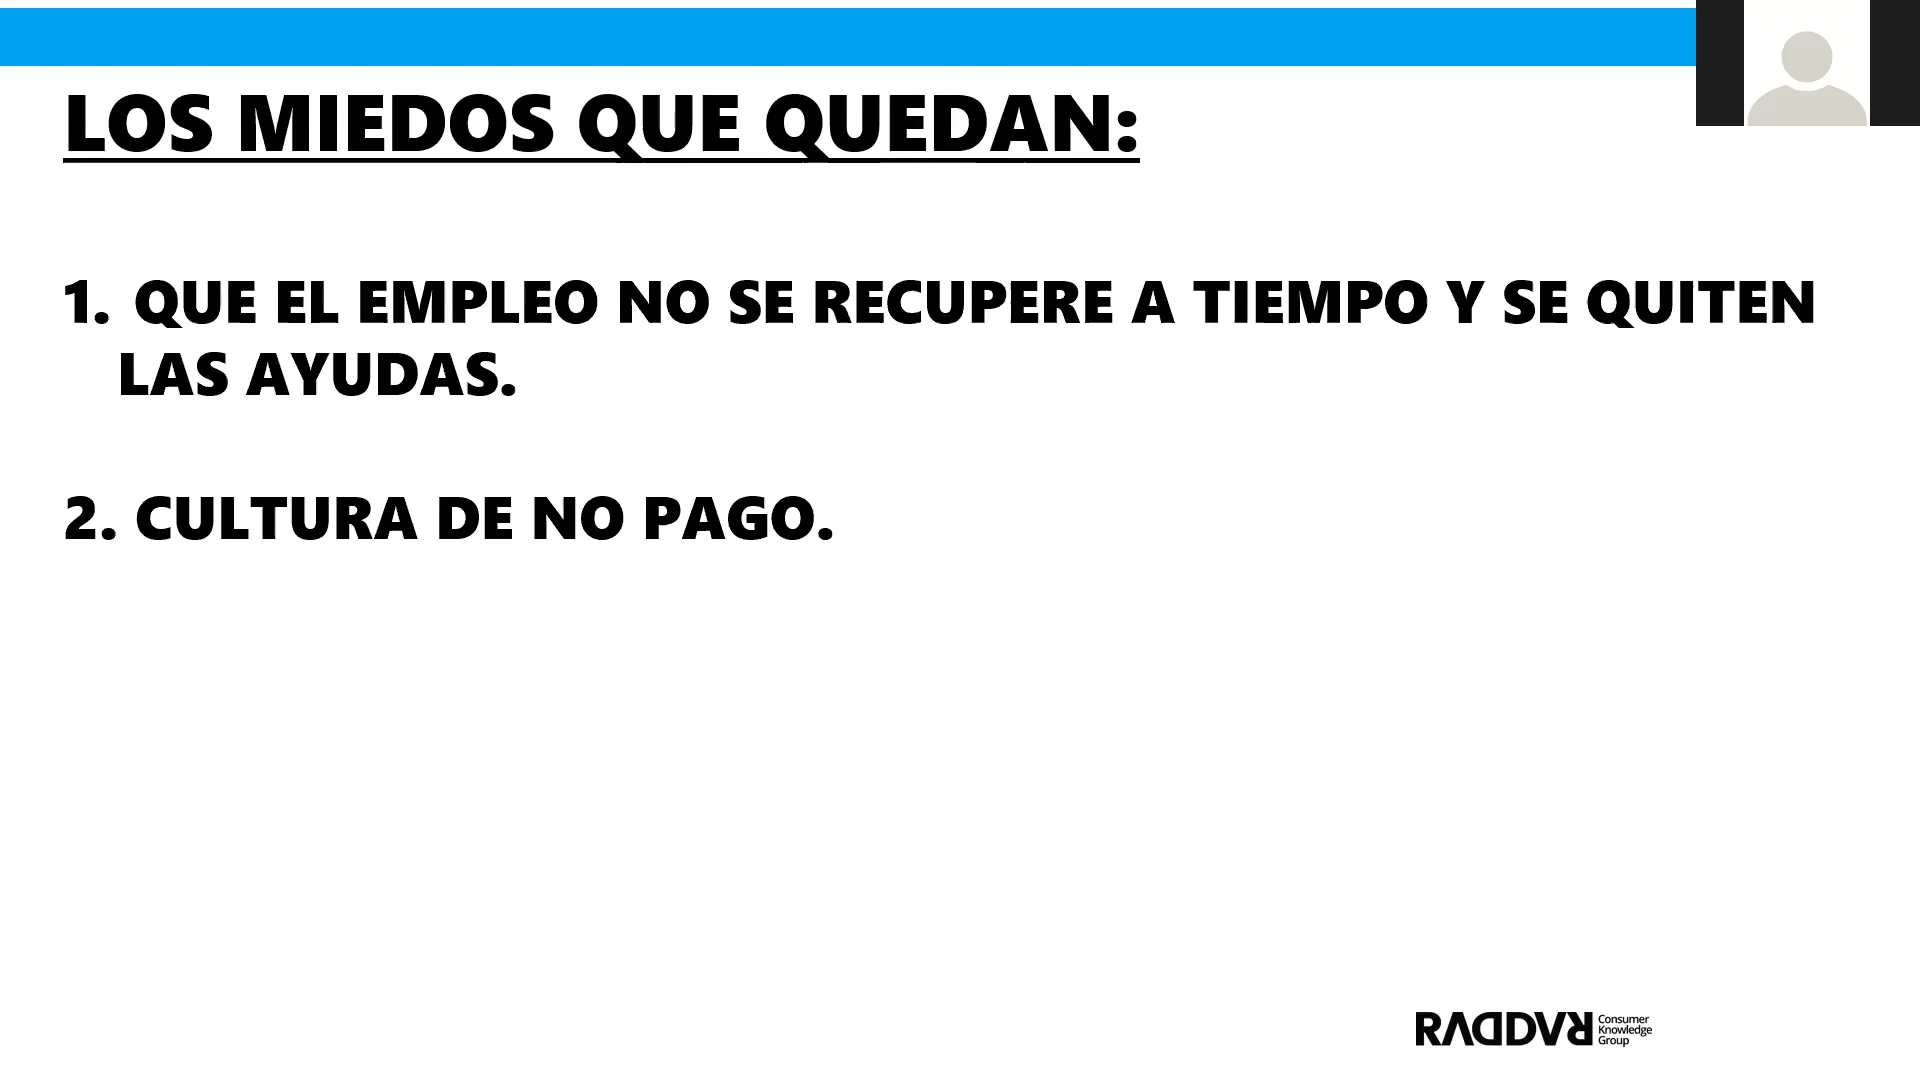 LOS MIEDOS QUE QUEDAN:
1. QUE EL EMPLEO NO SE RECUPERE A TIEMPO Y SE QUITEN
LAS AYUDAS.
2. CULTURA DE NO PAGO.
RADDAR Consumer
Knowledge
Group